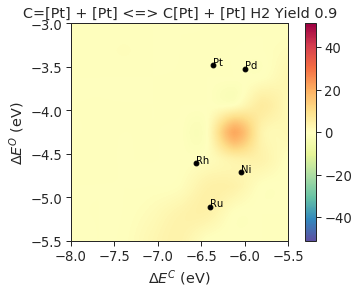 C=[Pt] + [Pt] <=> C[Pt] + [Pt] H2 Yield 0.9
−3.0
−3.5
−4.0
−4.5
−5.0
−5.5
ΔE^O (eV)
Pt
Pd
Rh
Ni
Ru
−8.0 −7.5 −7.0 −6.5 −6.0 −5.5
ΔE^C (eV)
40
20
0
−20
−40